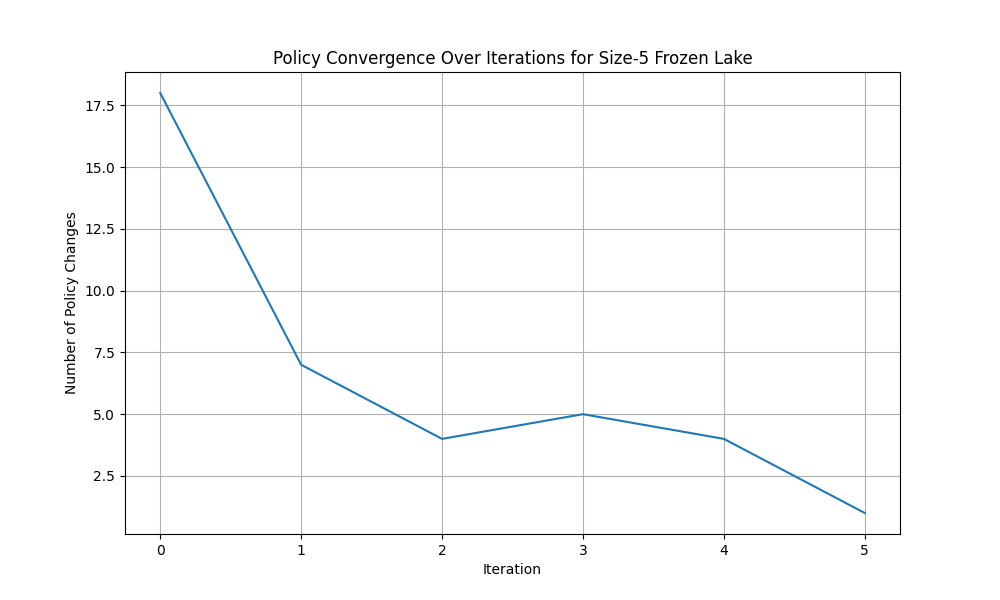 Policy Convergence Over Iterations for Size-5 Frozen Lake
17.5
15.0
12.5
10.0
7.5
5.0
2.5
Number of Policy Changes
0 1 2 3 4 5
Iteration